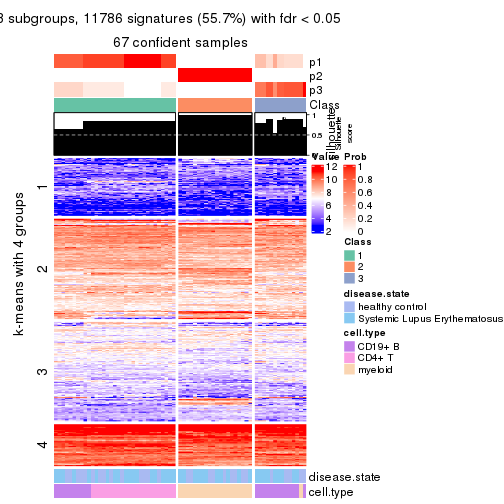 3 subgroups, 11786 signatures (55.7%) with fdr < 0.05
67 confident samples
p1
p2
p3
Class
1
0.5
0
Silhouette
score
silhouette
k-means with 4 groups
1
2
3
4
Value
12
10
8
6
4
2
Prob
1
0.8
0.6
0.4
0.2
0
Class
1
2
3
disease.state
healthy control
Systemic Lupus Erythematosus
cell.type
CD19+ B
CD4+ T
myeloid
disease.state
cell.type